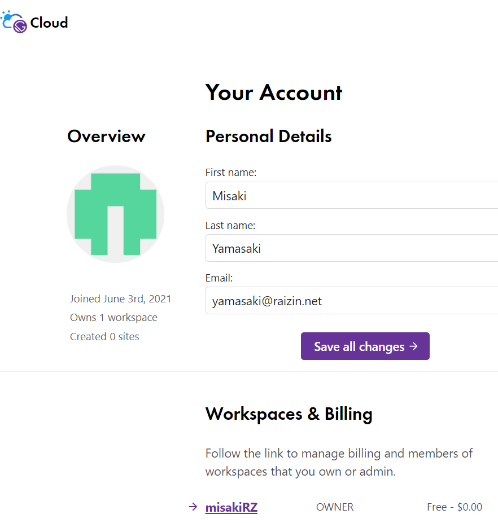 Cloud
Your Account
Overview
Personal Details
First name:
Misaki
Last name:
Yamasaki
Email:
yamasaki@raizin.net
Joined June 3rd, 2021
Owns 1 workspace
Created 0 sites
Save all changes →
Workspaces & Billing
Follow the link to manage billing and members of
workspaces that you own or admin.
→ misakiRZ OWNER Free - $0.00